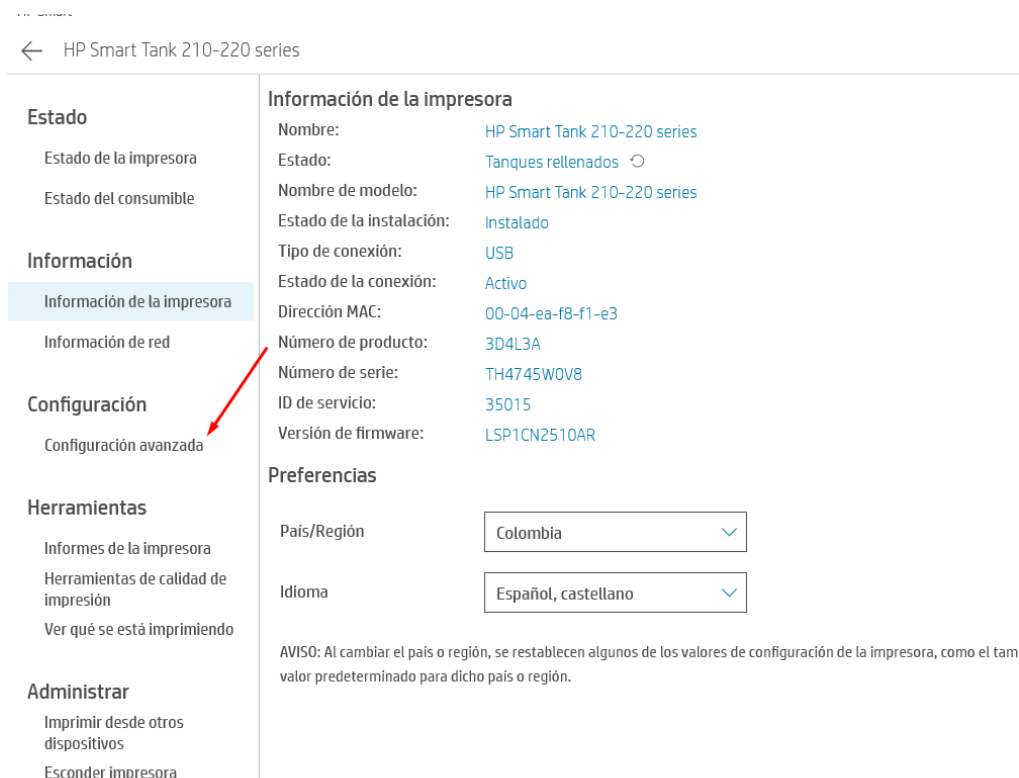 HP Smart
HP Smart Tank 210-220 series
Estado
Estado de la impresora
Estado del consumible
Información
Información de la impresora
Información de red
Configuración
Configuración avanzada
Herramientas
Informes de la impresora
Herramientas de calidad de
impresión
Ver qué se está imprimiendo
Administrar
Imprimir desde otros
dispositivos
Esconder impresora
Información de la impresora
Nombre: HP Smart Tank 210-220 series
Estado: Tanques rellenados
Nombre de modelo: HP Smart Tank 210-220 series
Estado de la instalación: Instalado
Tipo de conexión: USB
Estado de la conexión: Activo
Dirección MAC: 00-04-ea-f8-f1-e3
Número de producto: 3D4L3A
Número de serie: TH4745W0V8
ID de servicio: 35015
Versión de firmware: LSP1CN2510AR
Preferencias
País/Región Colombia
Idioma Español, castellano
AVISO: Al cambiar el país o región, se restablecen algunos de los valores de configuración de la impresora, como el tam
valor predeterminado para dicho país o región.